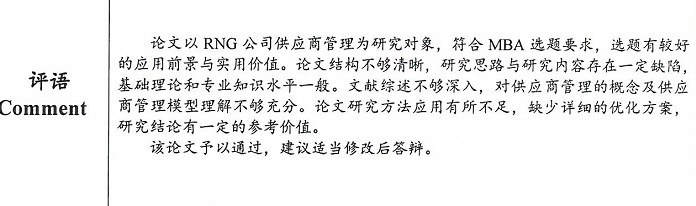 评语
Comment
论文以 RNG 公司供应商管理为研究对象，符合 MBA 选题要求，选题有较好
的应用前景与实用价值。论文结构不够清晰，研究思路与研究内容存在一定缺陷，
基础理论和专业知识水平一般。文献综述不够深入，对供应商管理的概念及供应
商管理模型理解不够充分。论文研究方法应用有所不足，缺少详细的优化方案，
研究结论有一定的参考价值。
该论文予以通过，建议适当修改后答辩。